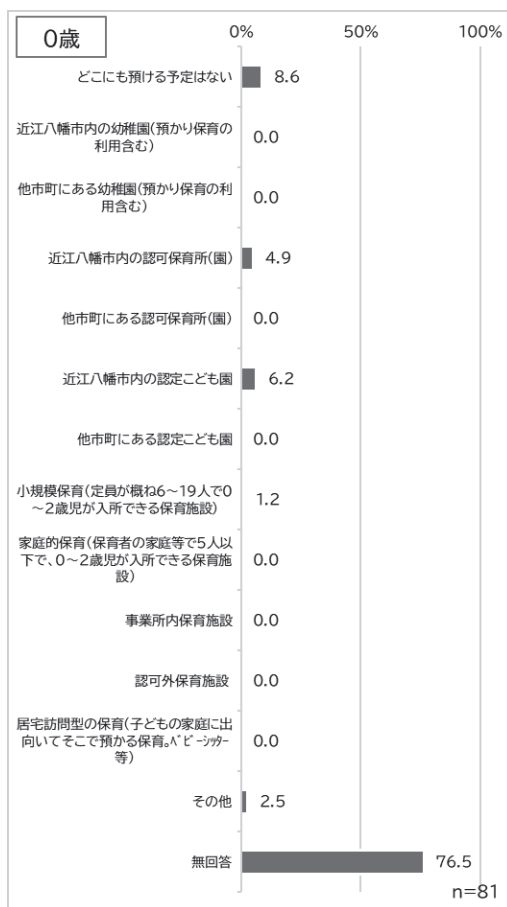 0歳
0% 50% 100%
どこにも預ける予定はない 8.6
近江八幡市内の幼稚園(預かり保育の
利用含む) 0.0
他市町にある幼稚園(預かり保育の利
用含む) 0.0
近江八幡市内の認可保育所(園) 4.9
他市町にある認可保育所(園) 0.0
近江八幡市内の認定こども園 6.2
他市町にある認定こども園 0.0
小規模保育(定員が概ね6～19人で0
～2歳児が入所できる保育施設) 1.2
家庭的保育(保育者の家庭等で5人以
下で、0～2歳児が入所できる保育施
設) 0.0
事業所内保育施設 0.0
認可外保育施設 0.0
居宅訪問型の保育(子どもの家庭に出
向いてそこで預かる保育。ﾍﾞﾋﾞｰｼｯﾀｰ
等) 0.0
その他 2.5
無回答 76.5
n=81